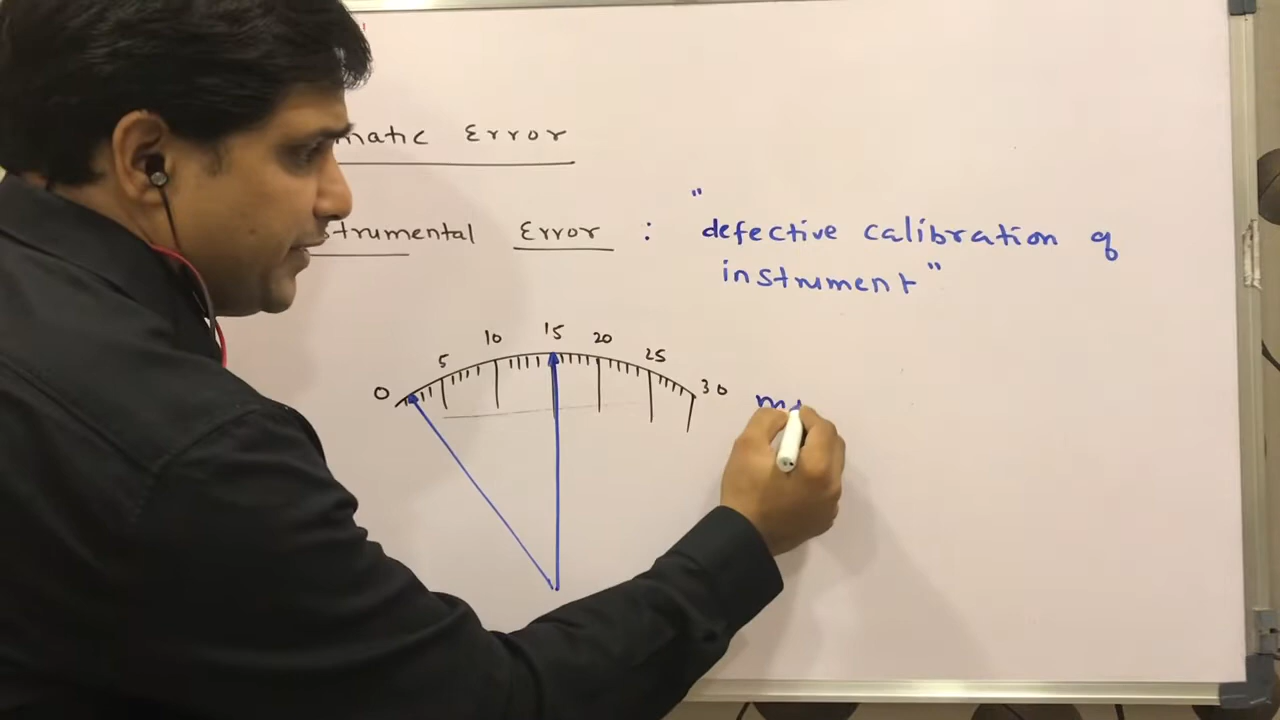 matic Error
strumental Error : "defective calibration of
instrument"
0 5 10 15 20 25 30